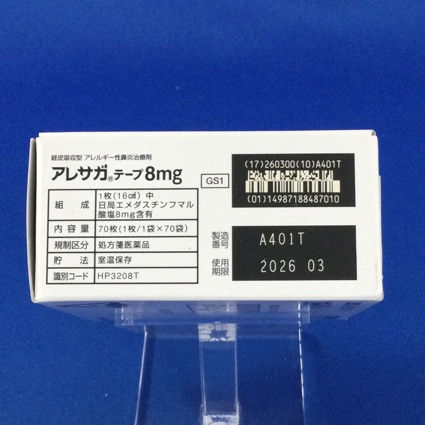 経皮吸収型 アレルギー性鼻炎治療剤
アレサガ®テープ8mg
GS1
(17)260300(10)A401T
(01)14987188487010
組成
1枚(16c㎡)中
日局エメダスチンフマル
酸塩8mg含有
内容量
70枚(1枚/1袋×70袋)
規制区分
処方箋医薬品
貯法
室温保存
識別コード
HP3208T
製造
番号
A401T
使用
期限
2026 03